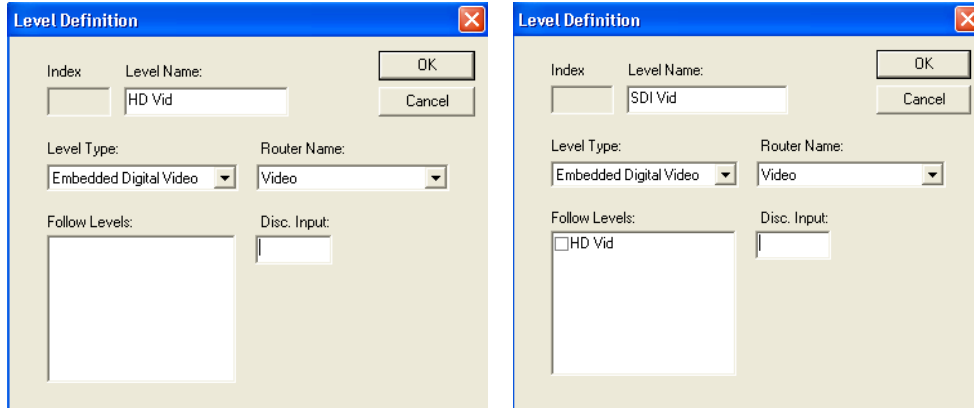 Level Definition
Index
Level Name:
OK
HD Vid
Cancel
Level Type:
Router Name:
Embedded Digital Video
Video
Follow Levels:
Disc. Input:
Level Definition
Index
Level Name:
OK
SDI Vid
Cancel
Level Type:
Router Name:
Embedded Digital Video
Video
Follow Levels:
Disc. Input:
HD Vid